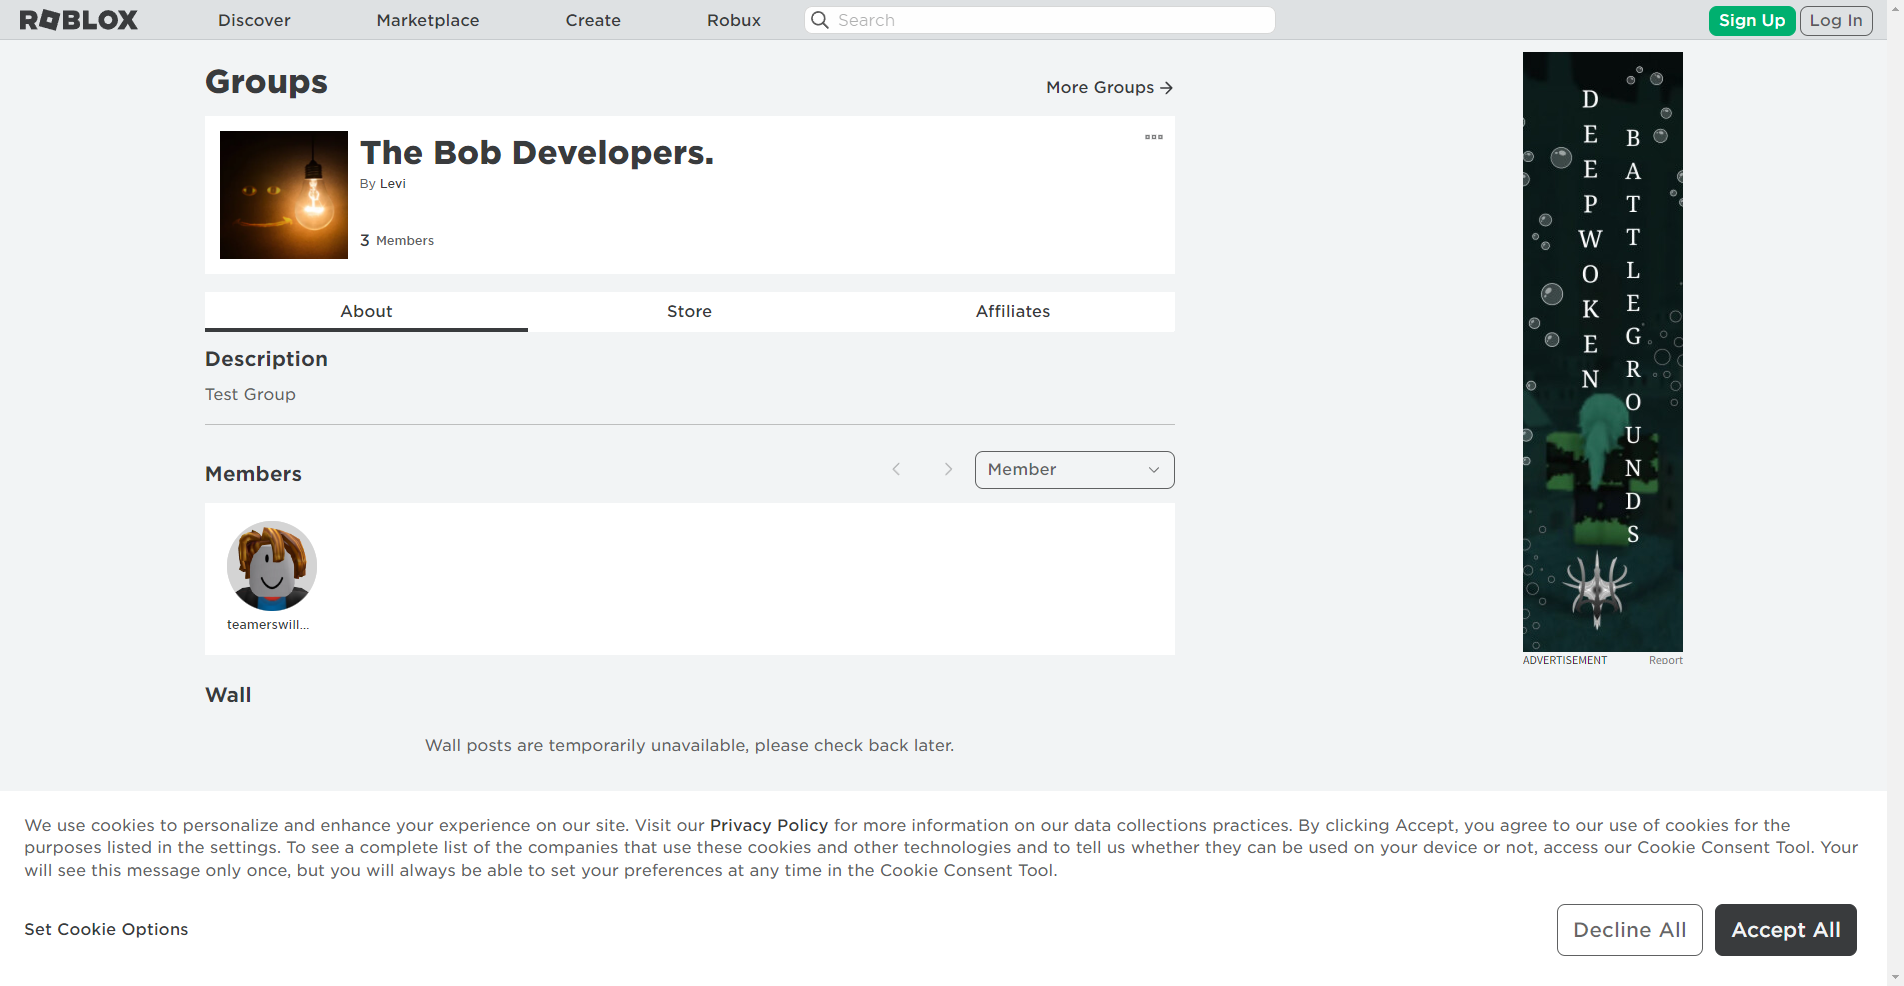 ROBLOX
Discover
Marketplace
Create
Robux
Search
Sign Up
Log In
Groups
More Groups →
The Bob Developers.
By Levi
3 Members
About
Store
Affiliates
Description
Test Group
Members
Member
teamerswill...
Wall
Wall posts are temporarily unavailable, please check back later.
DEEPWOKEN
BATTLEGROUNDS
ADVERTISEMENT
Report
We use cookies to personalize and enhance your experience on our site. Visit our Privacy Policy for more information on our data collections practices. By clicking Accept, you agree to our use of cookies for the
purposes listed in the settings. To see a complete list of the companies that use these cookies and other technologies and to tell us whether they can be used on your device or not, access our Cookie Consent Tool. Your
will see this message only once, but you will always be able to set your preferences at any time in the Cookie Consent Tool.
Set Cookie Options
Decline All
Accept All